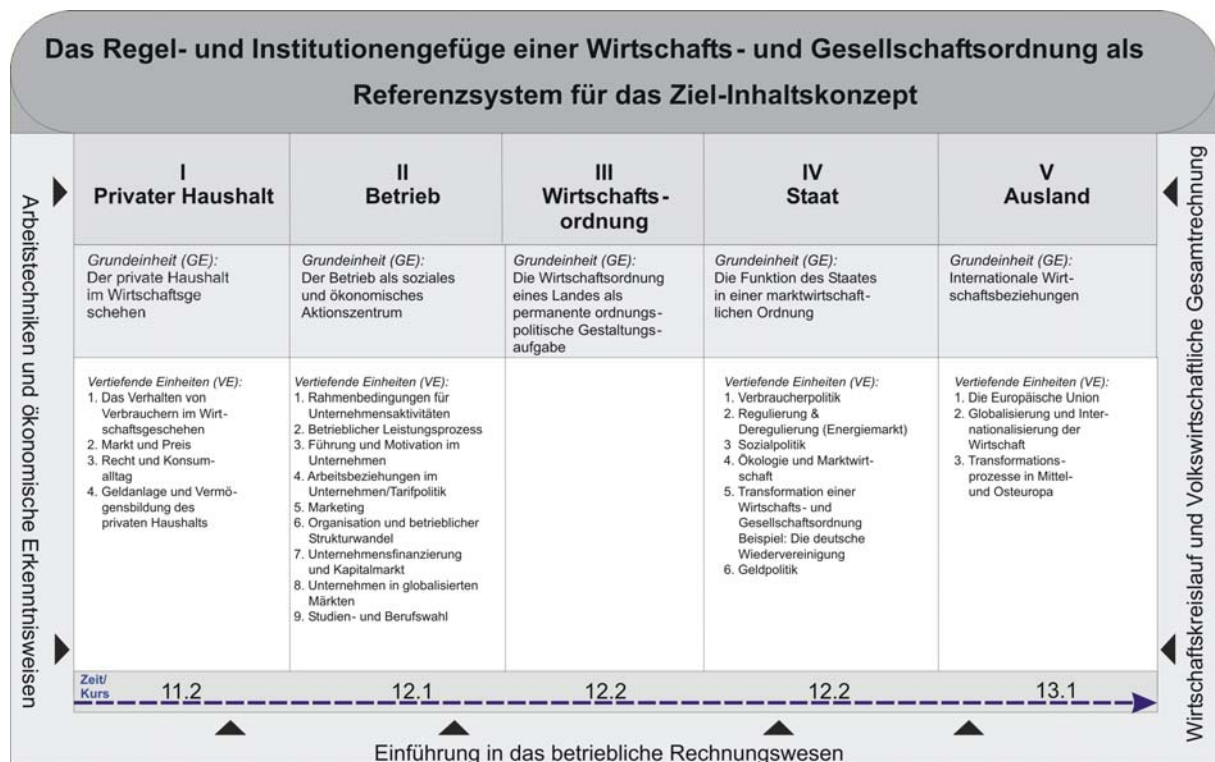 Das Regel- und Institutionengefüge einer Wirtschafts- und Gesellschaftsordnung als
Referenzsystem für das Ziel-Inhaltskonzept
Arbeitstechniken und ökonomische Erkenntnisweisen
I
Privater Haushalt
II
Betrieb
III
Wirtschafts-
ordnung
IV
Staat
V
Ausland
Grundeinheit (GE):
Der private Haushalt
im Wirtschaftsge
schehen
Grundeinheit (GE):
Der Betrieb als soziales
und ökonomisches
Aktionszentrum
Grundeinheit (GE):
Die Wirtschaftsordnung
eines Landes als
permanente ordnungs-
politische Gestaltungs-
aufgabe
Grundeinheit (GE):
Die Funktion des Staates
in einer marktwirtschaft-
lichen Ordnung
Grundeinheit (GE):
Internationale Wirt-
schaftsbeziehungen
Vertiefende Einheiten (VE):
1. Das Verhalten von
Verbrauchern im Wirt-
schaftsgeschehen
2. Markt und Preis
3. Recht und Konsum-
alltag
4. Geldanlage und Vermö-
gensbildung des
privaten Haushalts
Vertiefende Einheiten (VE):
1. Rahmenbedingungen für
Unternehmensaktivitäten
2. Betrieblicher Leistungsprozess
3. Führung und Motivation im
Unternehmen
4. Arbeitsbeziehungen im
Unternehmen/Tarifpolitik
5. Marketing
6. Organisation und betrieblicher
Strukturwandel
7. Unternehmensfinanzierung
und Kapitalmarkt
8. Unternehmen in globalisierten
Märkten
9. Studien- und Berufswahl
Vertiefende Einheiten (VE):
1. Verbraucherpolitik
2. Regulierung &
Deregulierung (Energiemarkt)
3 Sozialpolitik
4. Ökologie und Marktwirt-
schaft
5. Transformation einer
Wirtschafts- und
Gesellschaftsordnung
Beispiel: Die deutsche
Wiedervereinigung
6. Geldpolitik
Vertiefende Einheiten (VE):
1. Die Europäische Union
2. Globalisierung und Inter-
nationalisierung der
Wirtschaft
3. Transformations-
prozesse in Mittel-
und Osteuropa
Zeit/
Kurs
11.2
12.1
12.2
12.2
13.1
Einführung in das betriebliche Rechnungswesen
Wirtschaftskreislauf und Volkswirtschaftliche Gesamtrechnung